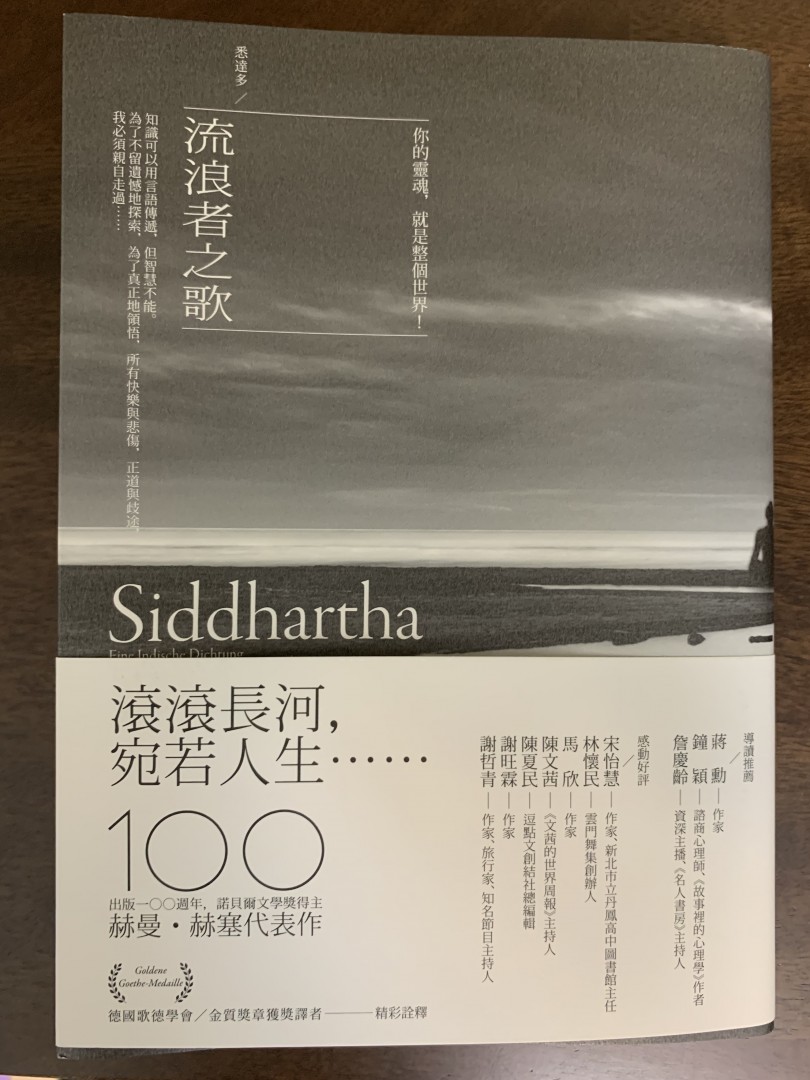 悉達多／
流浪者之歌
你的靈魂，就是整個世界！
知識可以用言語傳遞，但智慧不能。
為了不留遺憾地探索、為了真正地領悟，所有快樂與悲傷，正道與歧途，
我必須親自走過……
Siddhartha
Eine Indische Dichtung
滾滾長河，
宛若人生……
100
出版一〇〇週年，諾貝爾文學獎得主
赫曼・赫塞代表作
Goldene
Goethe-Medaille
德國歌德學會／金質獎章獲獎譯者——精彩詮釋
導讀推薦／
蔣　勳—作家
鐘　穎—諮商心理師、《故事裡的心理學》作者
詹慶齡—資深主播、《名人書房》主持人
感動好評／
宋怡慧—作家、新北市立丹鳳高中圖書館主任
林懷民—雲門舞集創辦人
馬　欣—作家
陳文茜—《文茜的世界周報》主持人
陳夏民—逗點文創結社總編輯
謝旺霖—作家
謝哲青—作家、旅行家、知名節目主持人